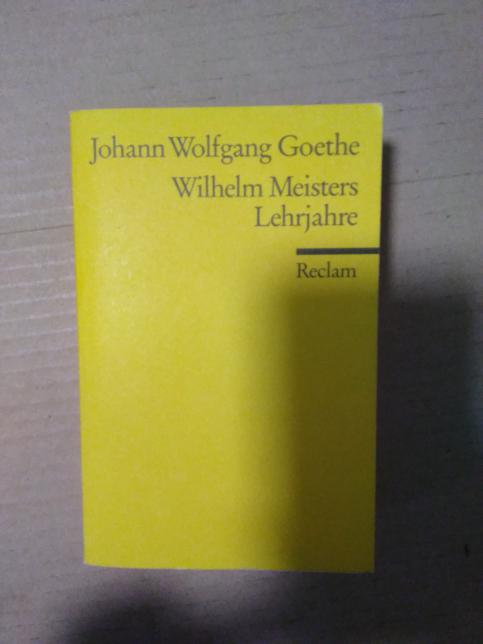 Johann Wolfgang Goethe
Wilhelm Meisters
Lehrjahre
Reclam